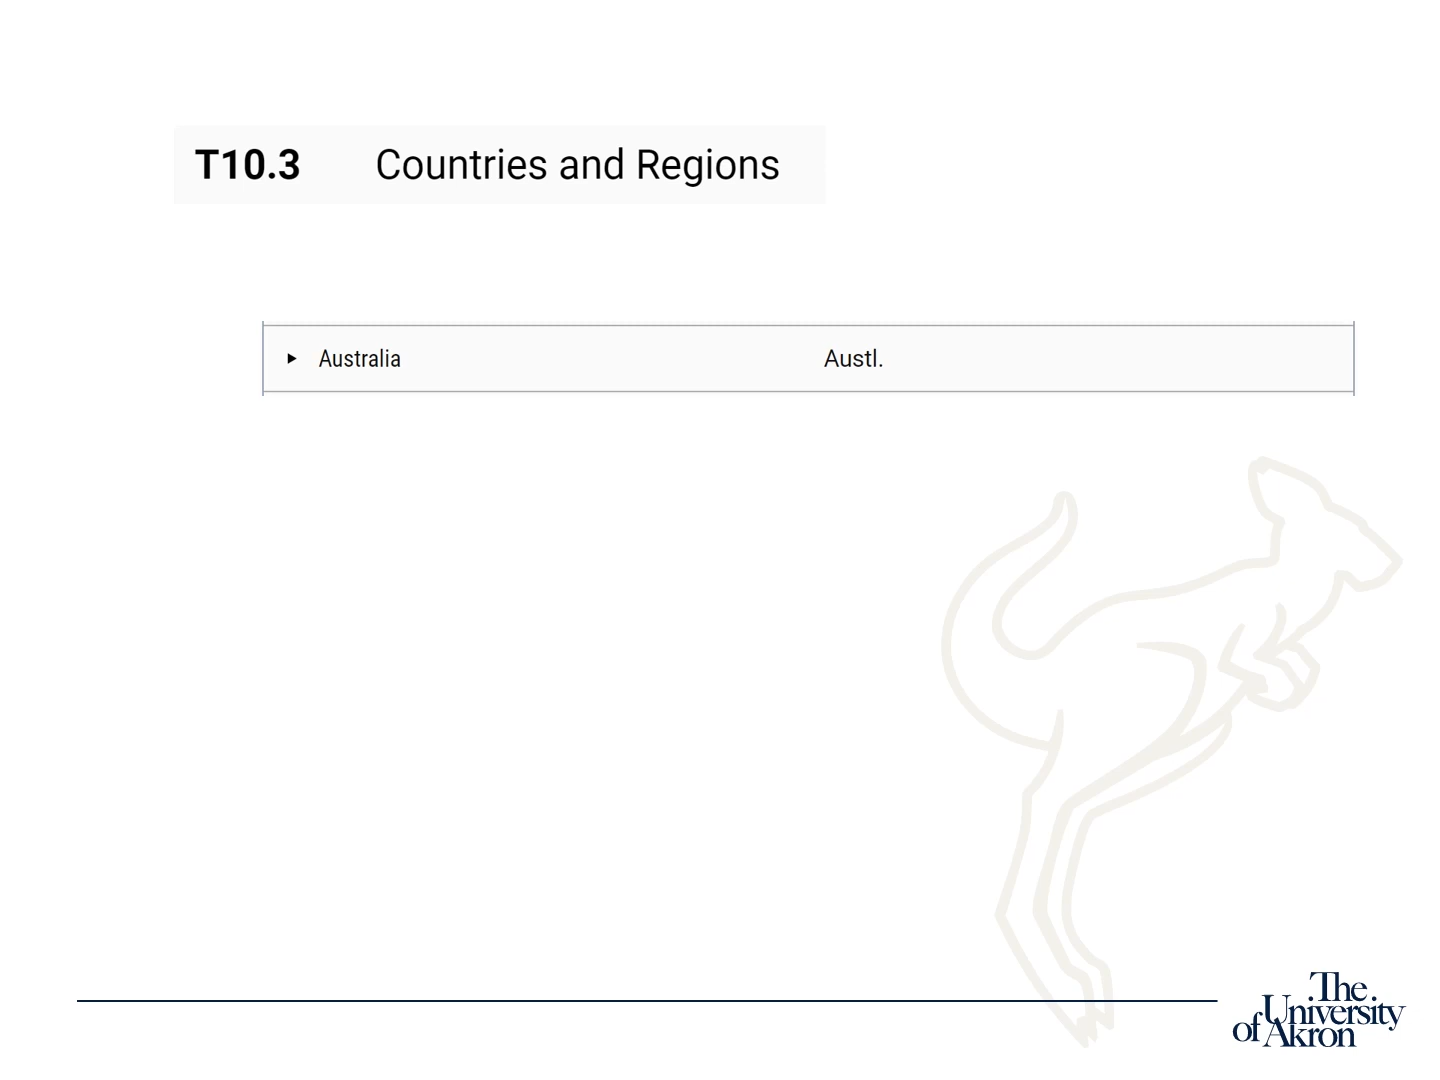 T10.3 Countries and Regions
▶ Australia Austl.
The
University
of Akron